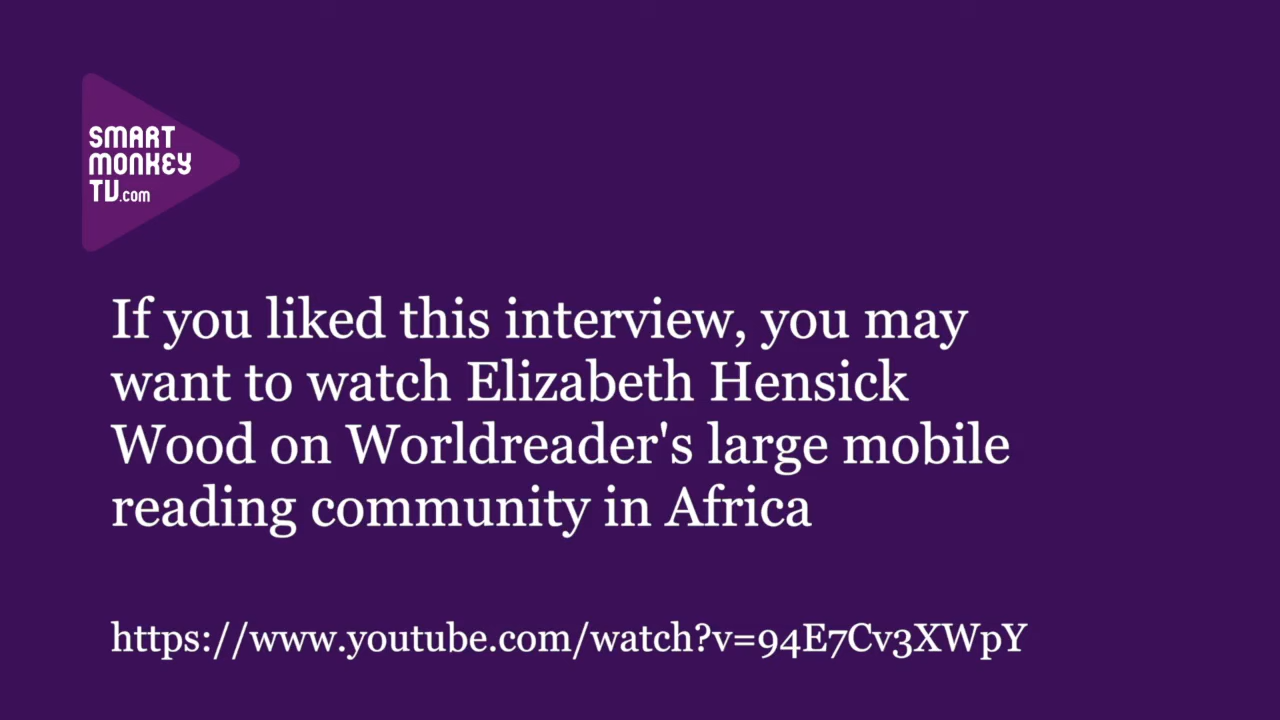 SMART
MONKEY
TV.com
If you liked this interview, you may
want to watch Elizabeth Hensick
Wood on Worldreader's large mobile
reading community in Africa
https://www.youtube.com/watch?v=94E7Cv3XWpY